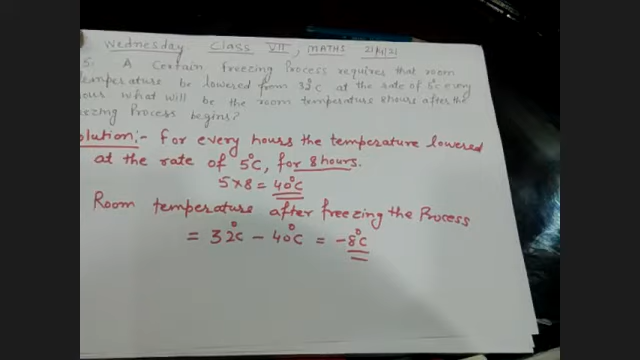 Wednesday Class VII, MATHS 21/4/21
5. A Certain freezing Process requires that room
temperature be lowered from 32°C at the rate of 5°C every
hour what will be the room temperature 8 hours after the
freezing Process begins?
Solution:- For every hours the temperature lowered
at the rate of 5°C, for 8 hours.
5×8 = 40°C
Room temperature after freezing the Process
= 32°C - 40°C = -8°C